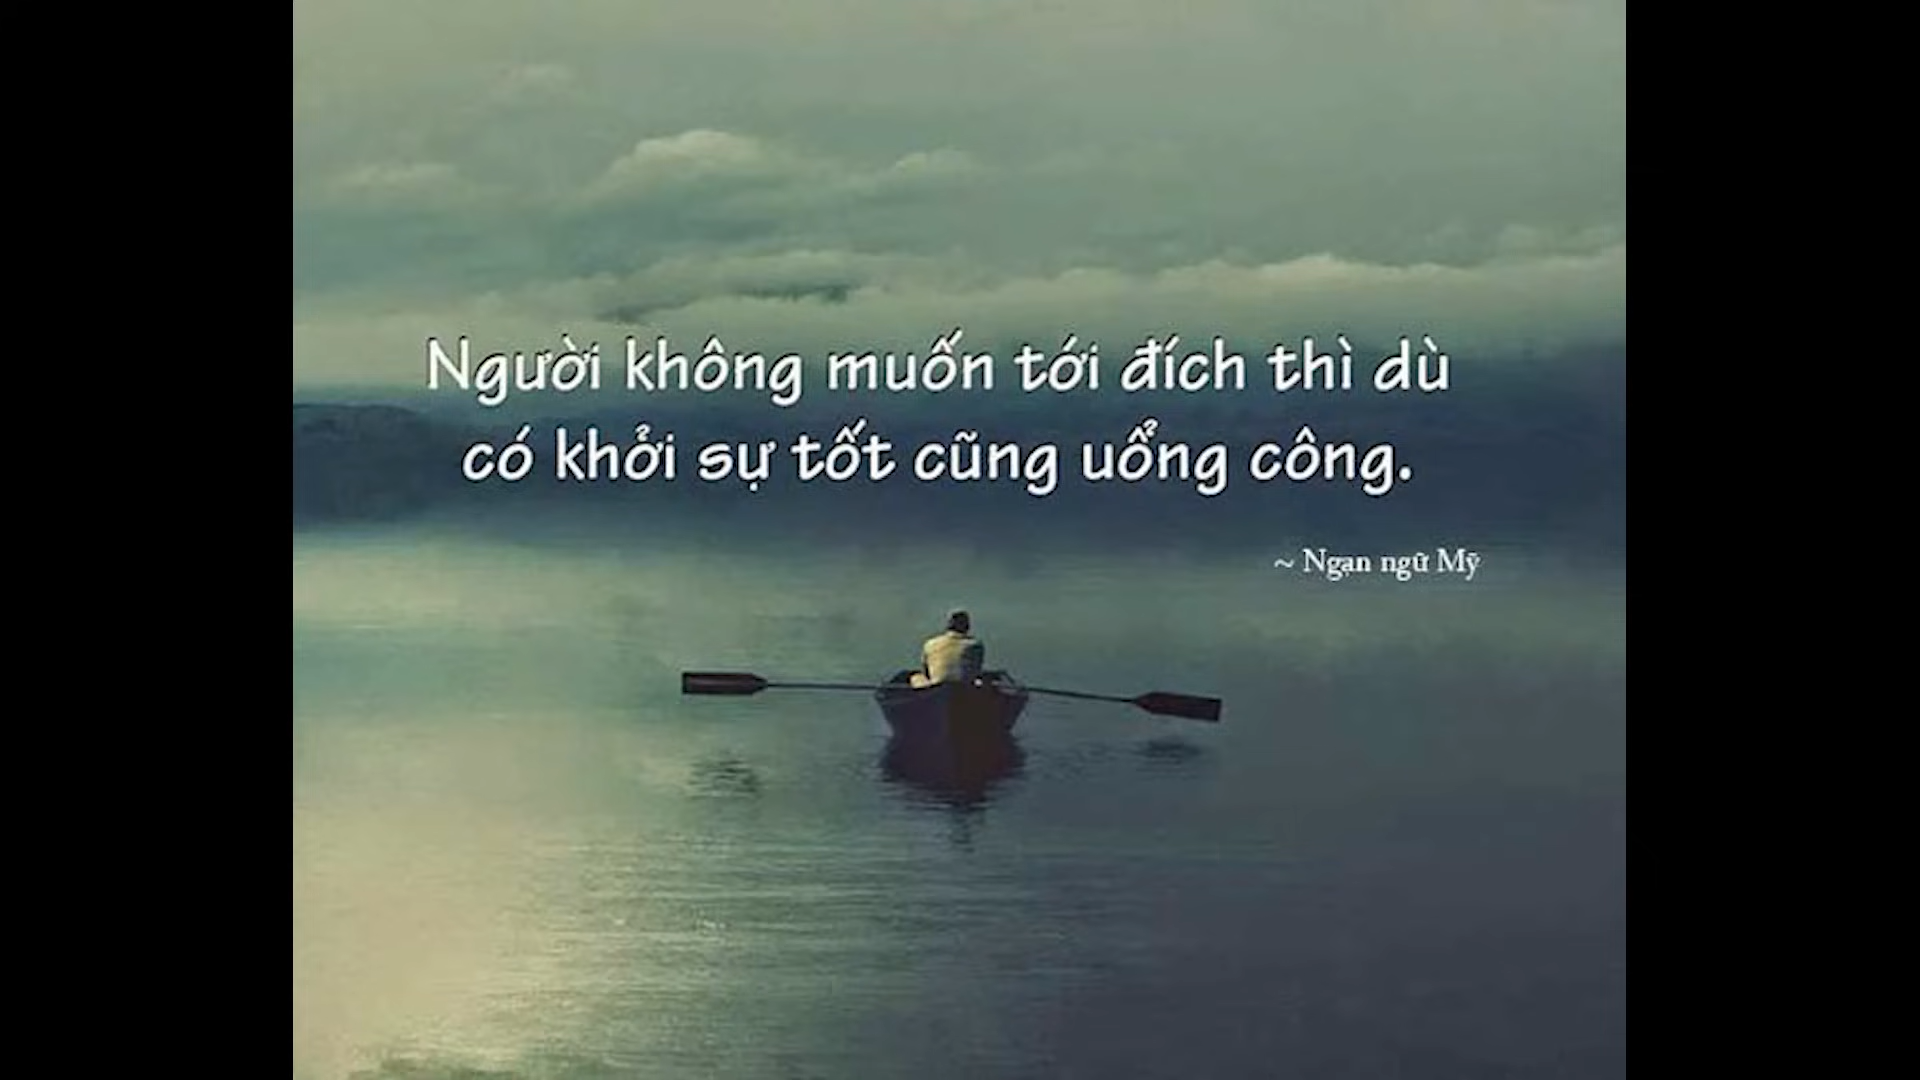 Người không muốn tới đích thì dù
có khởi sự tốt cũng uổng công.
~ Ngạn ngữ Mỹ